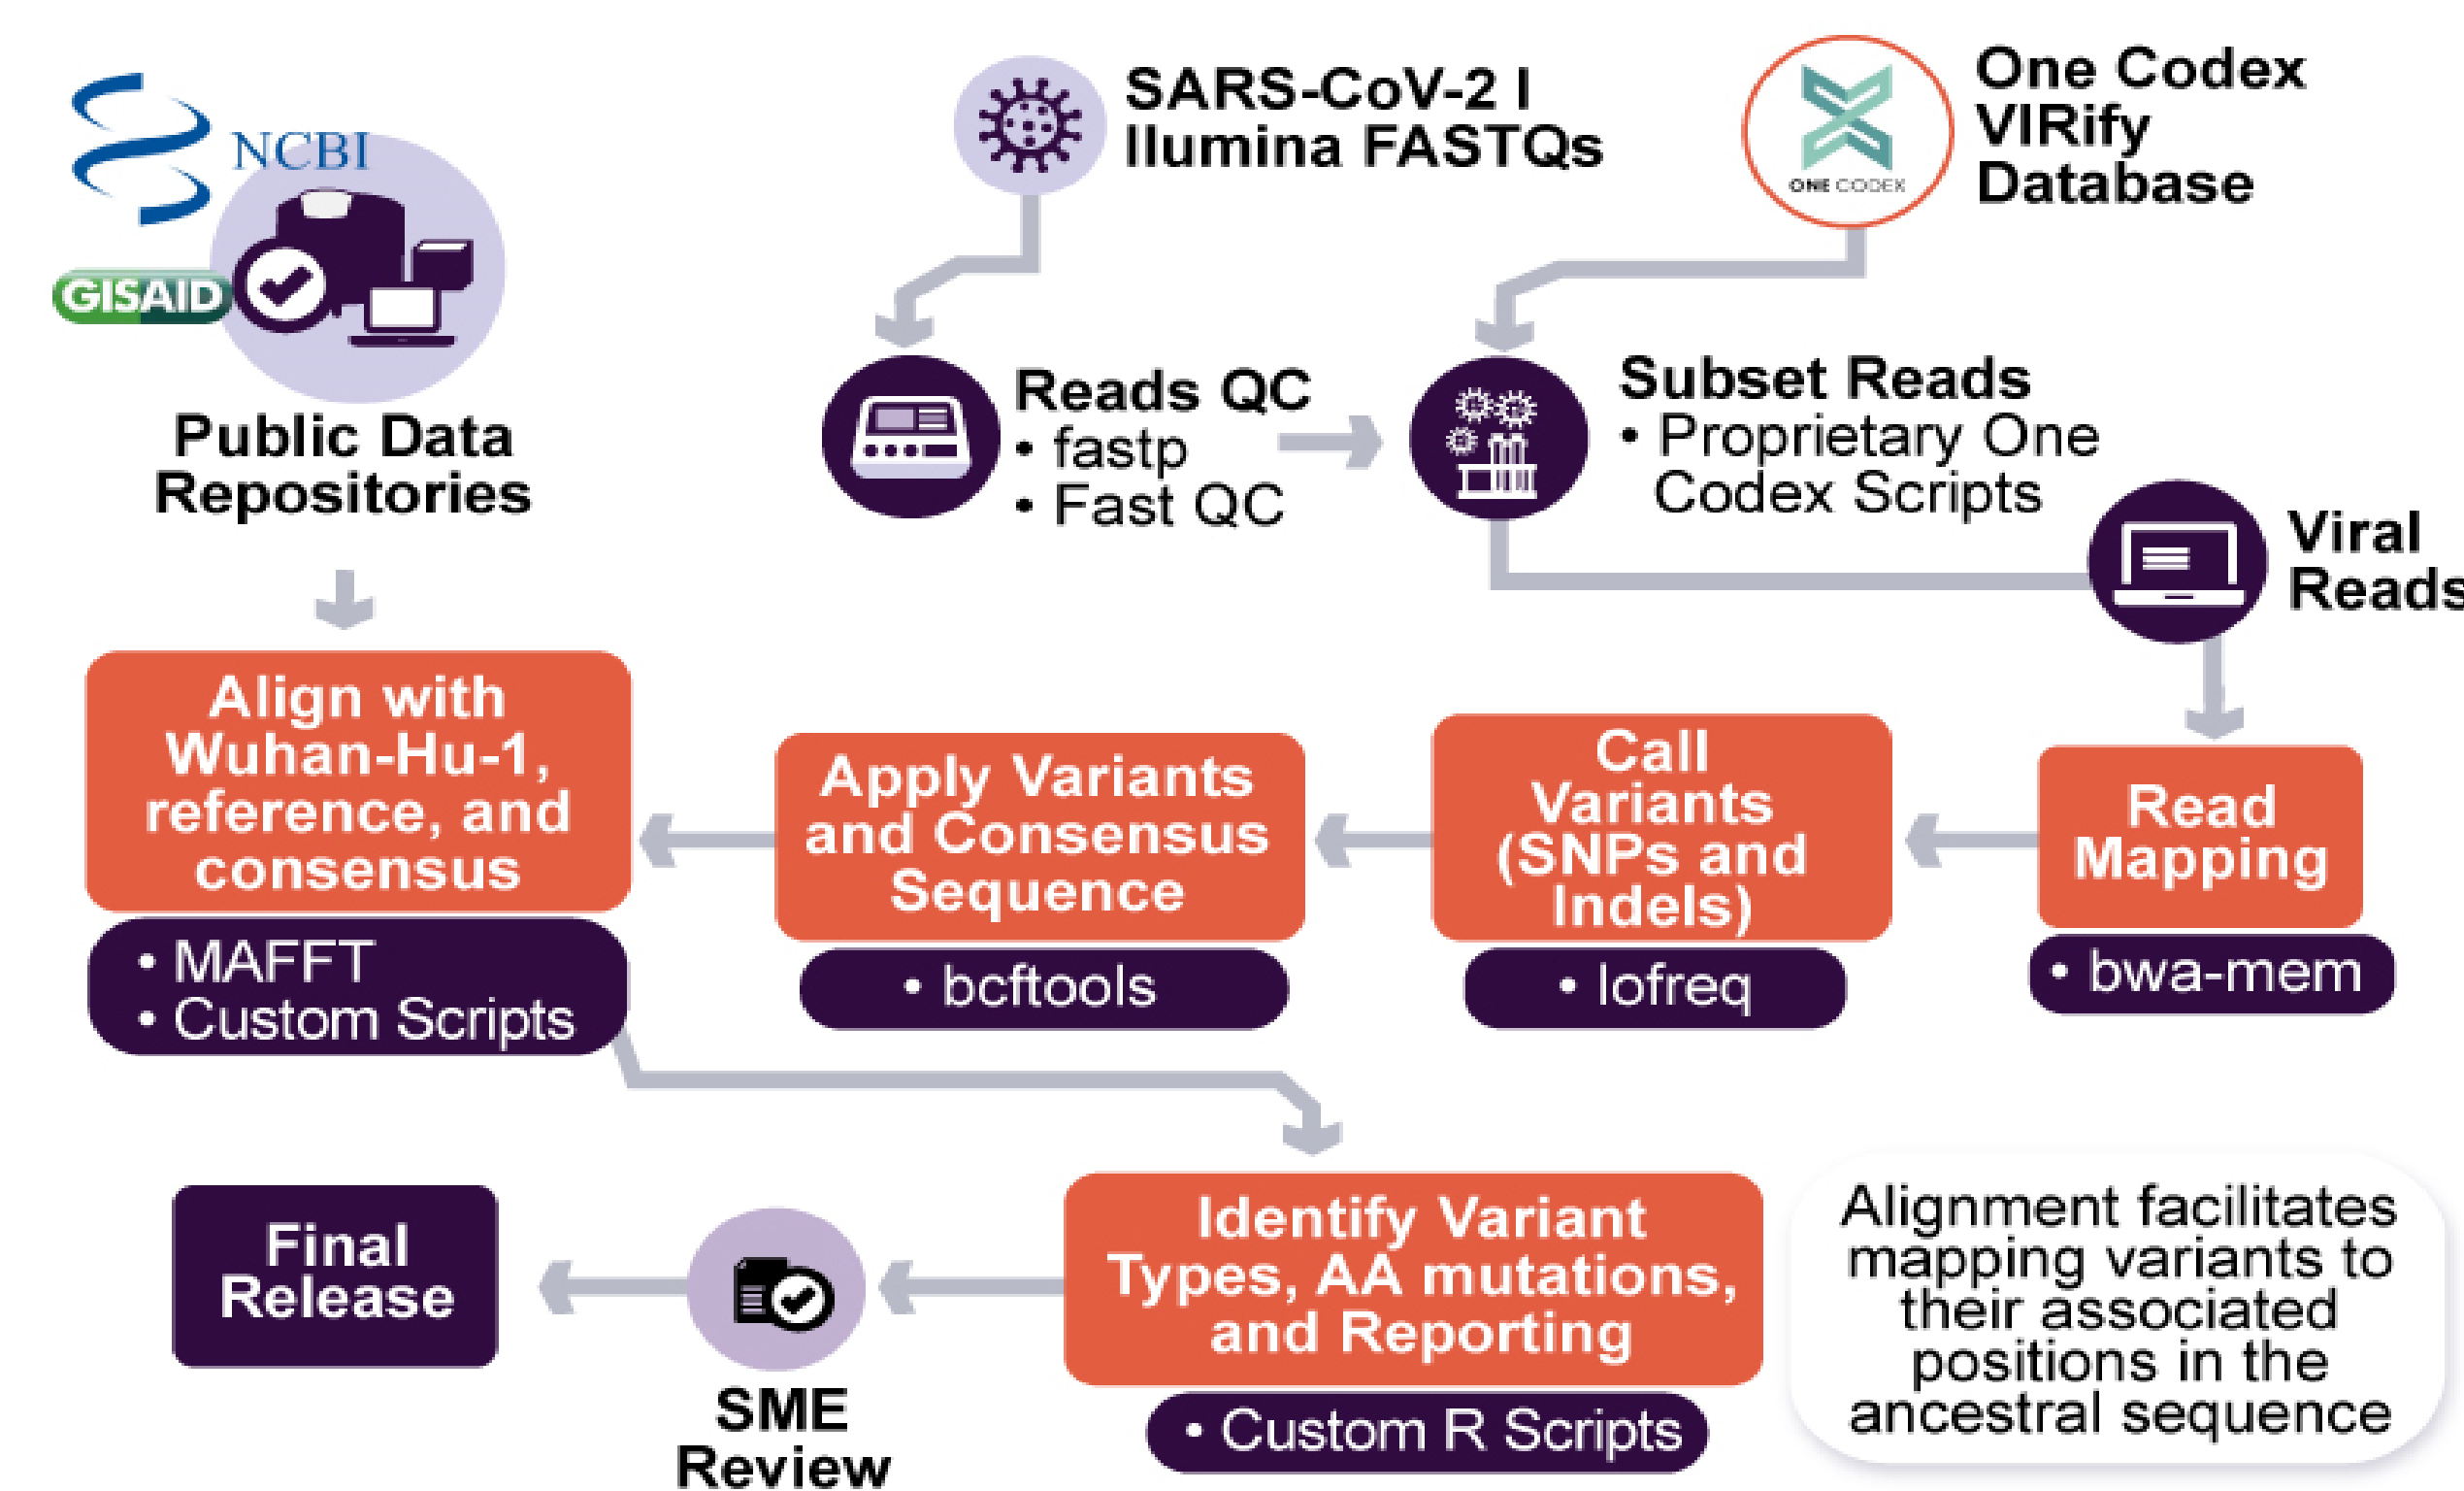 NCBI
GISAID
Public Data
Repositories
SARS-CoV-2 I
llumina FASTQs
ONE CODEX
One Codex
VIRify
Database
Reads QC
• fastp
• Fast QC
Subset Reads
• Proprietary One
Codex Scripts
Viral
Reads
Align with
Wuhan-Hu-1,
reference, and
consensus
• MAFFT
• Custom Scripts
Apply Variants
and Consensus
Sequence
• bcftools
Call
Variants
(SNPs and
Indels)
• lofreq
Read
Mapping
• bwa-mem
Final
Release
SME
Review
Identify Variant
Types, AA mutations,
and Reporting
• Custom R Scripts
Alignment facilitates
mapping variants to
their associated
positions in the
ancestral sequence